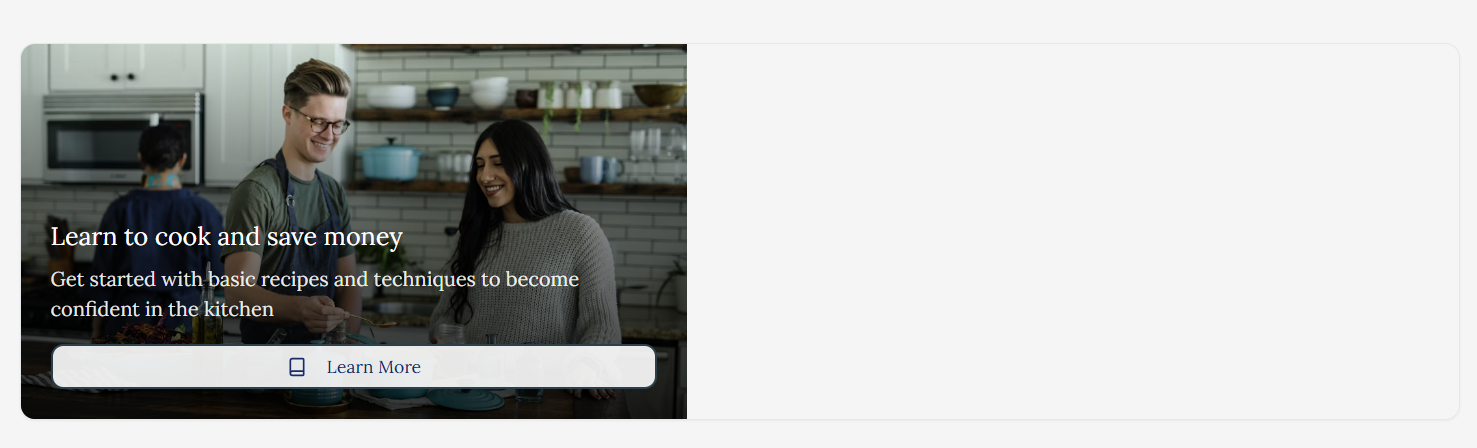 Learn to cook and save money
Get started with basic recipes and techniques to become
confident in the kitchen
Learn More